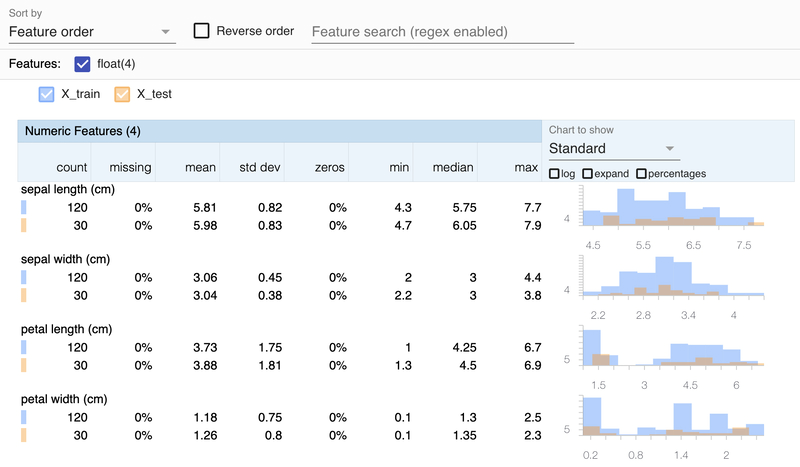 Sort by
Feature order
Reverse order
Feature search (regex enabled)
Features: float(4)
X_train X_test
Numeric Features (4)
Chart to show
Standard
count missing mean std dev zeros min median max
log expand percentages
sepal length (cm)
120 0% 5.81 0.82 0% 4.3 5.75 7.7
30 0% 5.98 0.83 0% 4.7 6.05 7.9
4
4.5 5.5 6.5 7.5
sepal width (cm)
120 0% 3.06 0.45 0% 2 3 4.4
30 0% 3.04 0.38 0% 2.2 3 3.8
4
2.2 2.8 3.4 4
petal length (cm)
120 0% 3.73 1.75 0% 1 4.25 6.7
30 0% 3.88 1.81 0% 1.3 4.5 6.9
5
1.5 3 4.5 6
petal width (cm)
120 0% 1.18 0.75 0% 0.1 1.3 2.5
30 0% 1.26 0.8 0% 0.1 1.35 2.3
5
0.2 0.8 1.4 2